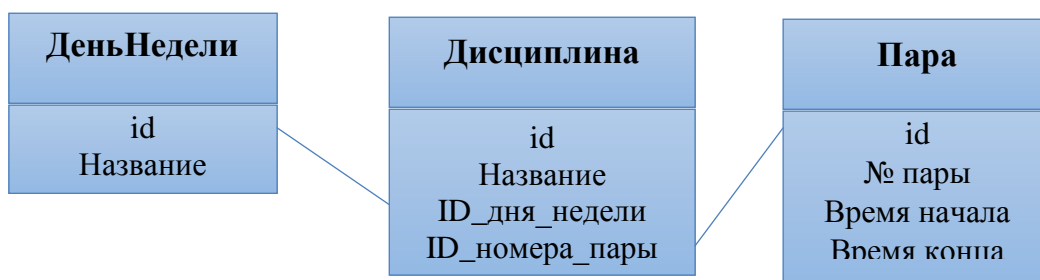 ДеньНедели
id
Название
Дисциплина
id
Название
ID_дня_недели
ID_номера_пары
Пара
id
№ пары
Время начала
Время конца